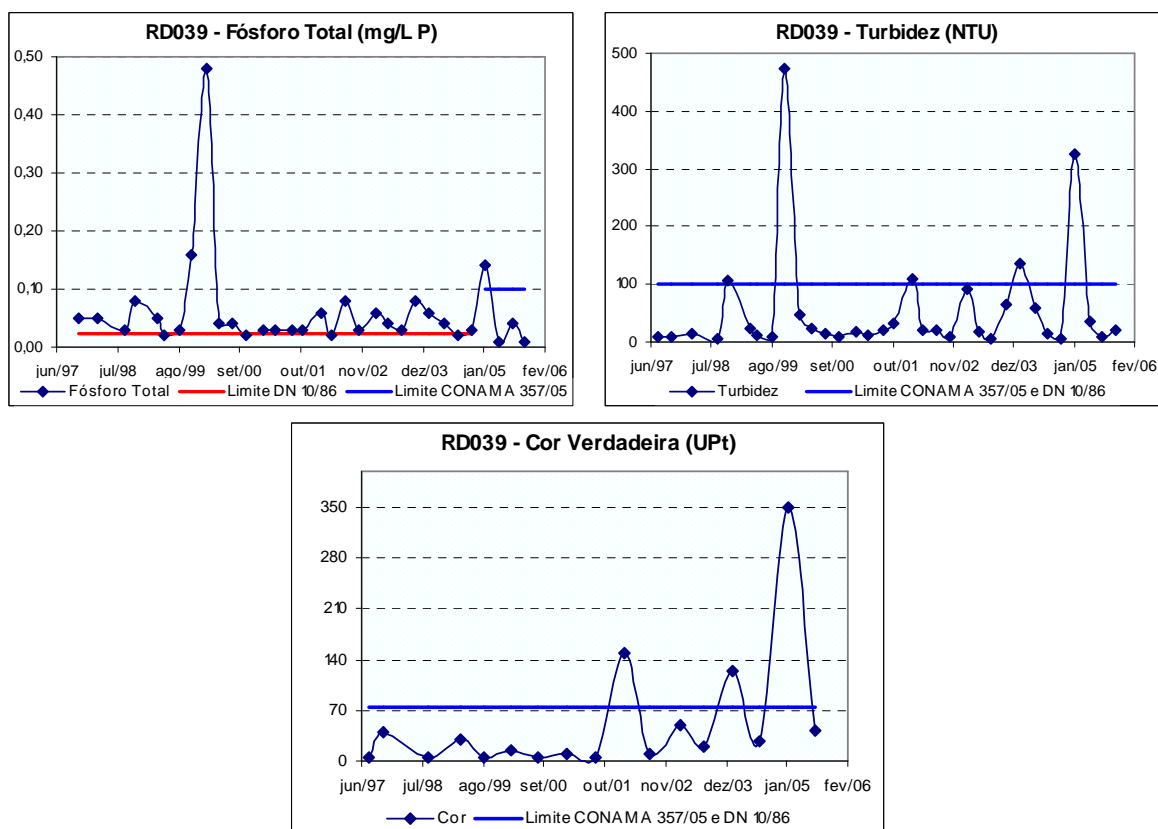 RD039 - Fósforo Total (mg/L P)
0,50
0,40
0,30
0,20
0,10
0,00
jun/97 jul/98 ago/99 set/00 out/01 nov/02 dez/03 jan/05 fev/06
Fósforo Total Limite DN 10/86 Limite CONAMA 357/05
RD039 - Turbidez (NTU)
500
400
300
200
100
0
jun/97 jul/98 ago/99 set/00 out/01 nov/02 dez/03 jan/05 fev/06
Turbidez Limite CONAMA 357/05 e DN 10/86
RD039 - Cor Verdadeira (UPt)
350
280
210
140
70
0
jun/97 jul/98 ago/99 set/00 out/01 nov/02 dez/03 jan/05 fev/06
Cor Limite CONAMA 357/05 e DN 10/86